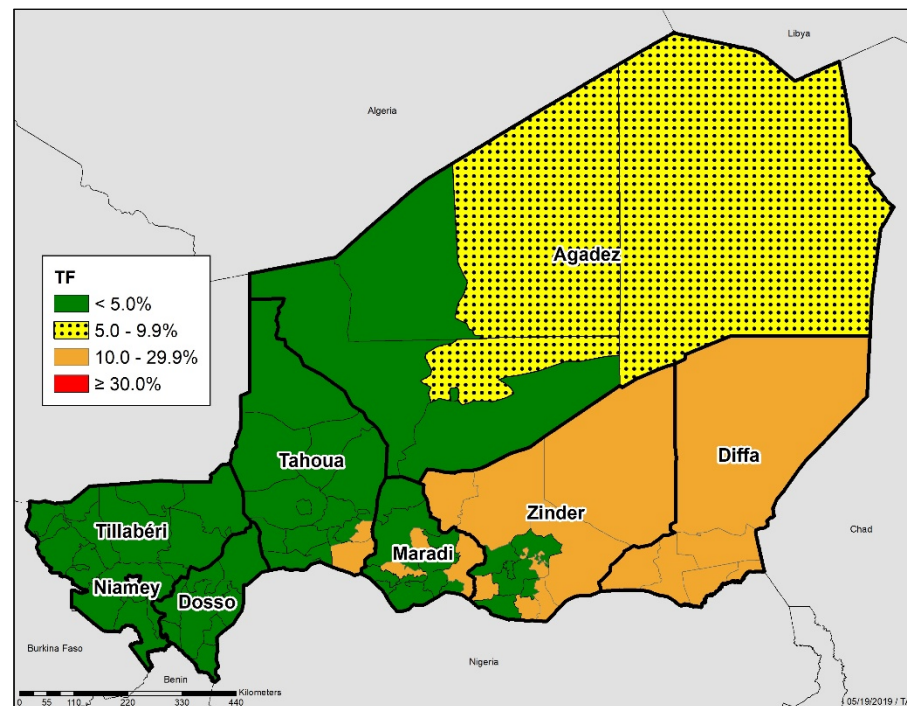 Libya
Algeria
Agadez
TF
< 5.0%
5.0 - 9.9%
10.0 - 29.9%
≥ 30.0%
Tahoua
Diffa
Zinder
Tillabéri
Maradi
Chad
Niamey
Dosso
Burkina Faso
Benin
Nigeria
Kilometers
0 55 110 220 330 440
05/19/2019 / TA